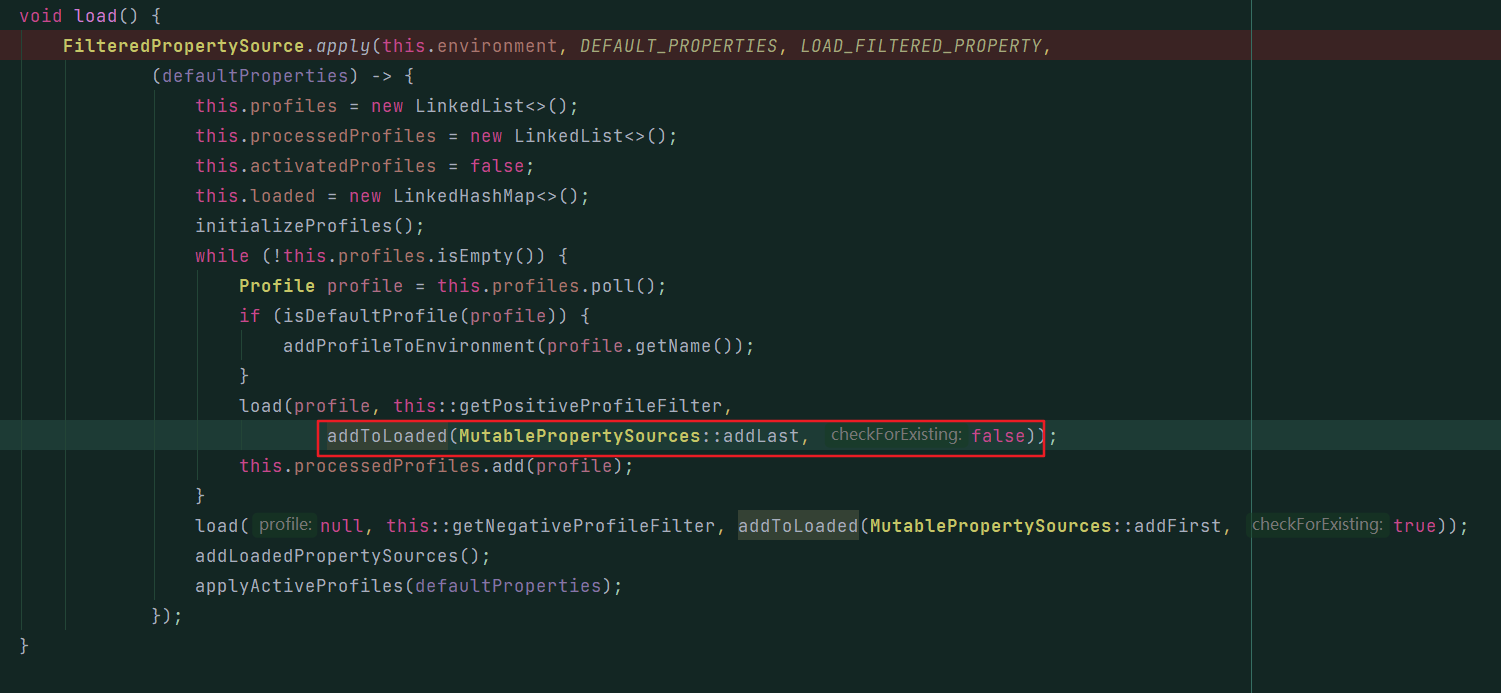 void load() {
    FilteredPropertySource.apply(this.environment, DEFAULT_PROPERTIES, LOAD_FILTERED_PROPERTY,
            (defaultProperties) -> {
                this.profiles = new LinkedList<>();
                this.processedProfiles = new LinkedList<>();
                this.activatedProfiles = false;
                this.loaded = new LinkedHashMap<>();
                initializeProfiles();
                while (!this.profiles.isEmpty()) {
                    Profile profile = this.profiles.poll();
                    if (isDefaultProfile(profile)) {
                        addProfileToEnvironment(profile.getName());
                    }
                    load(profile, this::getPositiveProfileFilter,
                            addToLoaded(MutablePropertySources::addLast, checkForExisting: false));
                    this.processedProfiles.add(profile);
                }
                load( profile: null, this::getNegativeProfileFilter, addToLoaded(MutablePropertySources::addFirst, checkForExisting: true));
                addLoadedPropertySources();
                applyActiveProfiles(defaultProperties);
            });
}